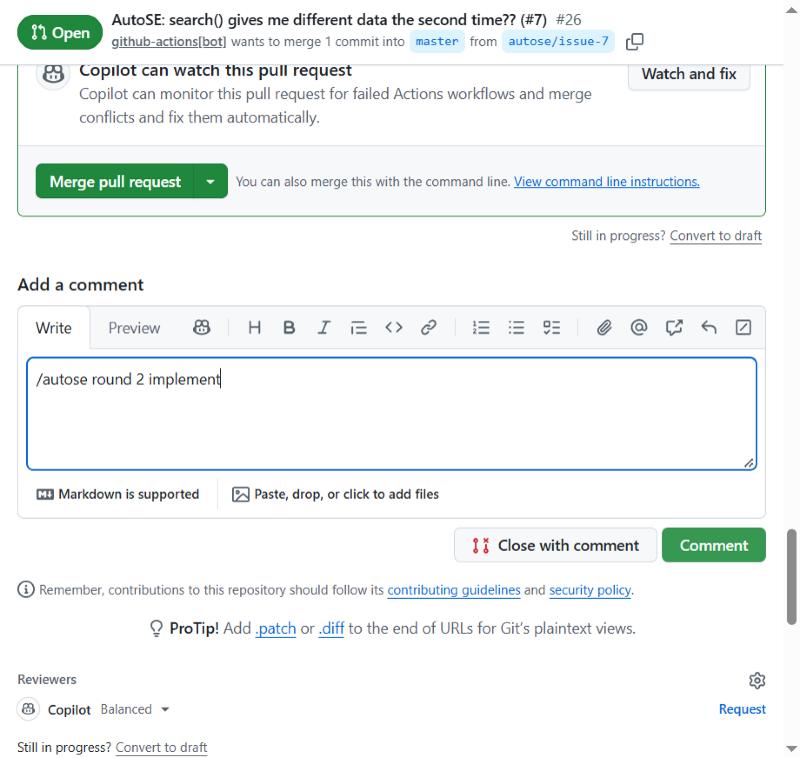 Open
AutoSE: search() gives me different data the second time?? (#7) #26
github-actions[bot] wants to merge 1 commit into master from autose/issue-7
Copilot can watch this pull request
Copilot can monitor this pull request for failed Actions workflows and merge
conflicts and fix them automatically.
Watch and fix
Merge pull request
You can also merge this with the command line. View command line instructions.
Still in progress? Convert to draft
Add a comment
Write Preview
/autose round 2 implement
Markdown is supported
Paste, drop, or click to add files
Close with comment
Comment
Remember, contributions to this repository should follow its contributing guidelines and security policy.
ProTip! Add .patch or .diff to the end of URLs for Git's plaintext views.
Reviewers
Copilot Balanced
Request
Still in progress? Convert to draft